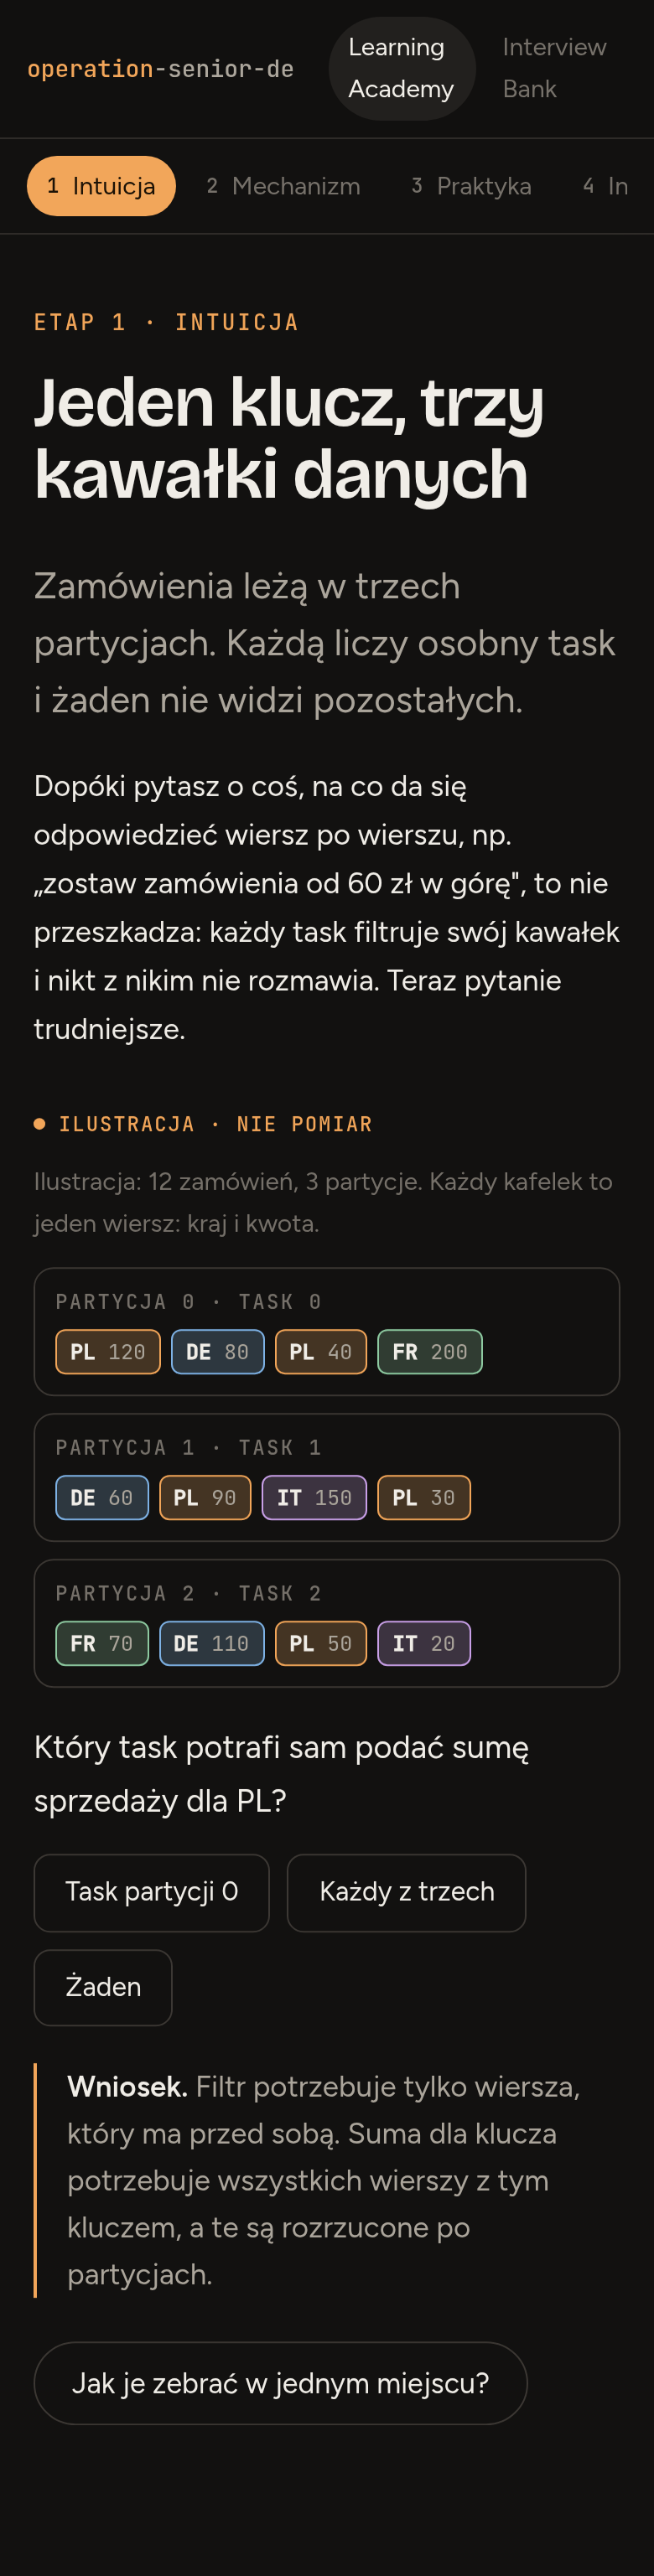 operation-senior-de
Learning
Academy
Interview
Bank
1 Intuicja
2 Mechanizm
3 Praktyka
4 In
ETAP 1 · INTUICJA
Jeden klucz, trzy
kawałki danych
Zamówienia leżą w trzech
partycjach. Każdą liczy osobny task
i żaden nie widzi pozostałych.
Dopóki pytasz o coś, na co da się
odpowiedzieć wiersz po wierszu, np.
„zostaw zamówienia od 60 zł w górę", to nie
przeszkadza: każdy task filtruje swój kawałek
i nikt z nikim nie rozmawia. Teraz pytanie
trudniejsze.
ILUSTRACJA · NIE POMIAR
Ilustracja: 12 zamówień, 3 partycje. Każdy kafelek to
jeden wiersz: kraj i kwota.
PARTYCJA 0 · TASK 0
PL 120 DE 80 PL 40 FR 200
PARTYCJA 1 · TASK 1
DE 60 PL 90 IT 150 PL 30
PARTYCJA 2 · TASK 2
FR 70 DE 110 PL 50 IT 20
Który task potrafi sam podać sumę
sprzedaży dla PL?
Task partycji 0
Każdy z trzech
Żaden
Wniosek. Filtr potrzebuje tylko wiersza,
który ma przed sobą. Suma dla klucza
potrzebuje wszystkich wierszy z tym
kluczem, a te są rozrzucone po
partycjach.
Jak je zebrać w jednym miejscu?